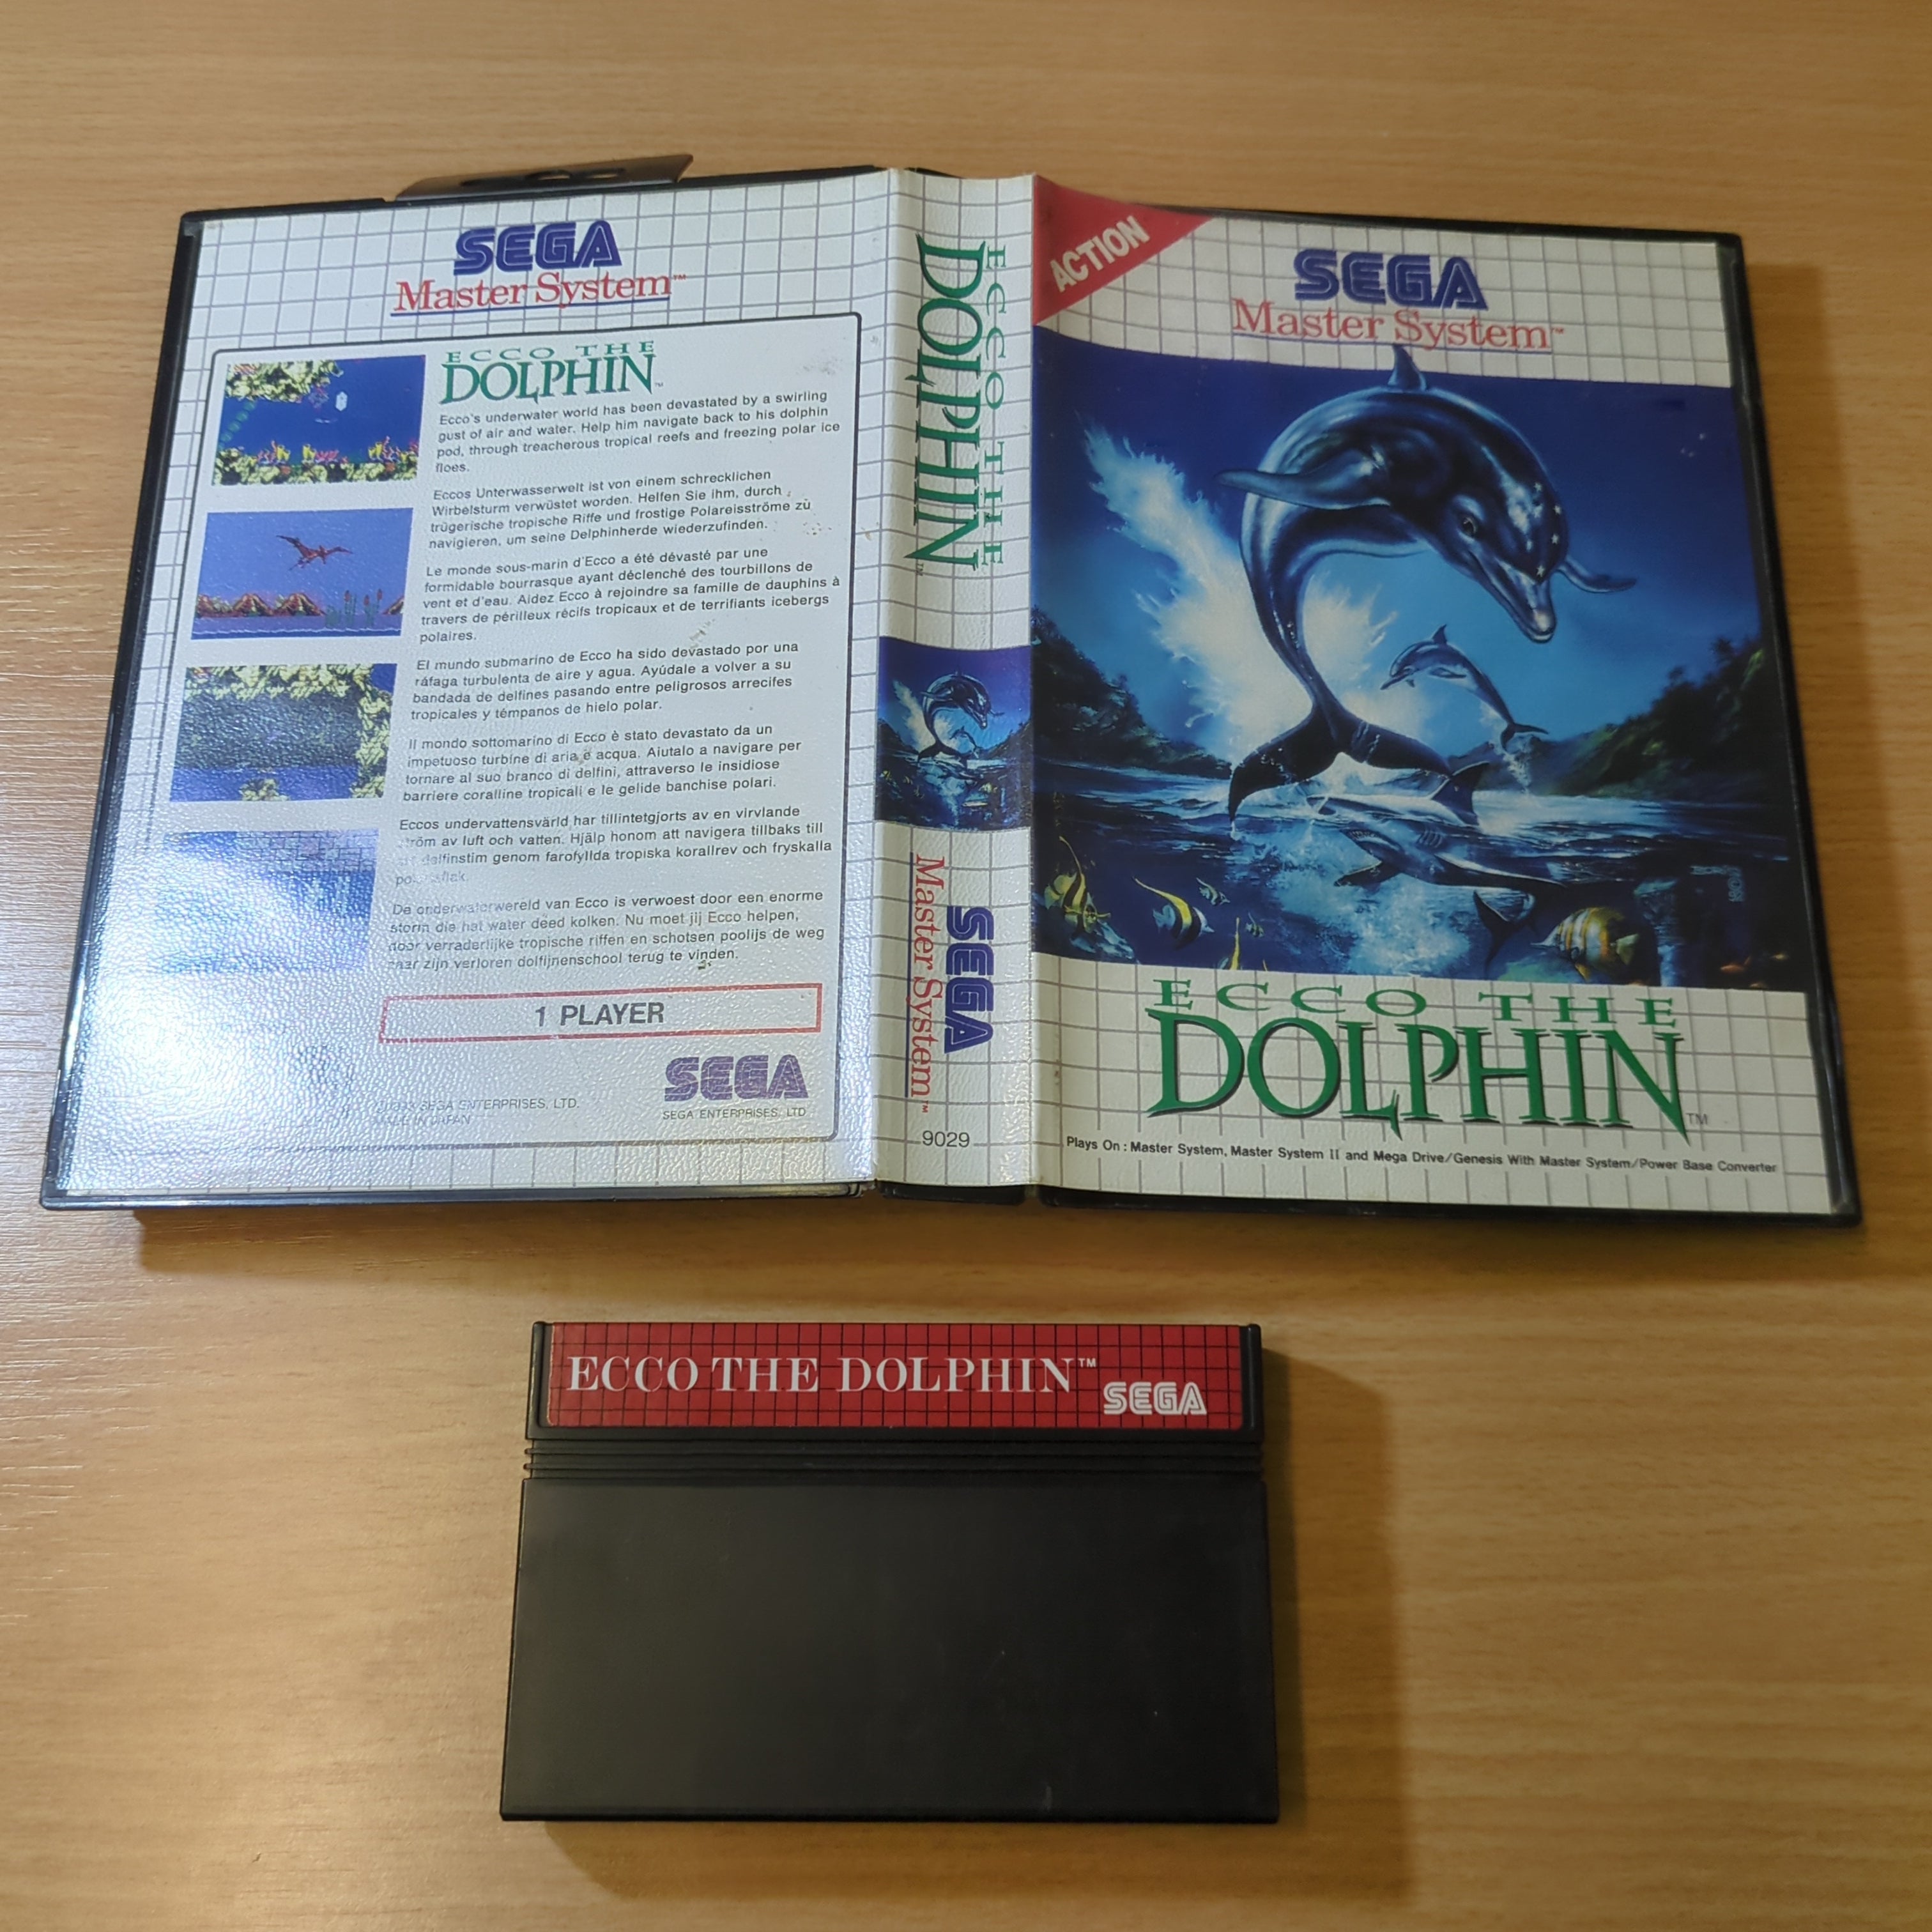 SEGA
Master System™
ECCO THE
DOLPHIN™
Ecco's underwater world has been devastated by a swirling
gust of air and water. Help him navigate back to his dolphin
pod, through treacherous tropical reefs and freezing polar ice
floes.
Eccos Unterwasserwelt ist von einem schrecklichen
Wirbelsturm verwüstet worden. Helfen Sie ihm, durch
trügerische tropische Riffe und frostige Polareisströme zu
navigieren, um seine Delphinherde wiederzufinden.
Le monde sous-marin d'Ecco a été dévasté par une
formidable bourrasque ayant déclenché des tourbillons de
vent et d'eau. Aidez Ecco à rejoindre sa famille de dauphins à
travers de périlleux récifs tropicaux et de terrifiants icebergs
polaires.
El mundo submarino de Ecco ha sido devastado por una
ráfaga turbulenta de aire y agua. Ayúdale a volver a su
bandada de delfines pasando entre peligrosos arrecifes
tropicales y témpanos de hielo polar.
Il mondo sottomarino di Ecco è stato devastato da un
impetuoso turbine di aria e acqua. Aiutalo a navigare per
tornare al suo branco di delfini, attraverso le insidiose
barriere coralline tropicali e le gelide banchise polari.
Eccos undervattensvärld har tillintetgjorts av en virvlande
ström av luft och vatten. Hjälp honom att navigera tillbaks till
delfinstim genom farofyllda tropiska korallrev och fryskalla
De onderwaterwereld van Ecco is verwoest door een enorme
storm die het water deed kolken. Nu moet jij Ecco helpen,
door verraderlijke tropische riffen en schotsen poolijs de weg
naar zijn verloren dolfijnenschool terug te vinden.
1 PLAYER
SEGA ENTERPRISES, LTD.
JAPAN
SEGA
SEGA ENTERPRISES, LTD
ECCO THE
DOLPHIN™
SEGA
Master System™
9029
ACTION
SEGA
Master System™
ECCO THE
DOLPHIN™
Plays On : Master System, Master System II and Mega Drive/Genesis With Master System/Power Base Converter
ECCO THE DOLPHIN™
SEGA